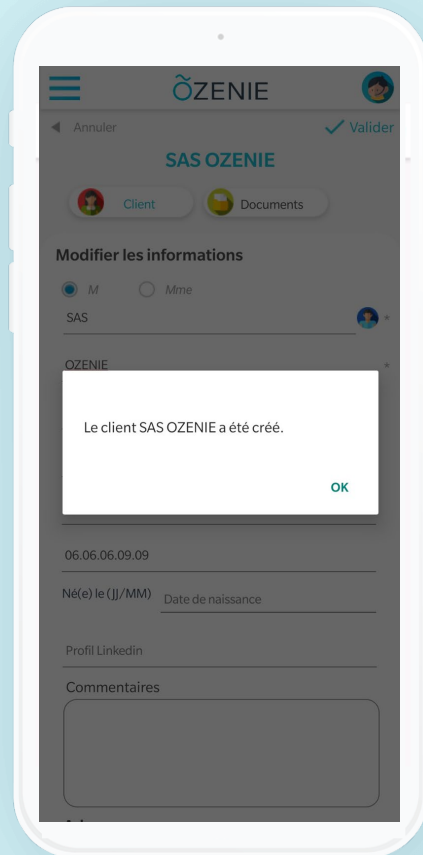 ÕZENIE
Annuler
Valider
SAS OZENIE
Client
Documents
Modifier les informations
M
Mme
SAS
*
OZENIE
*
Le client SAS OZENIE a été créé.
OK
06.06.06.09.09
Né(e) le (JJ/MM)
Date de naissance
Profil Linkedin
Commentaires